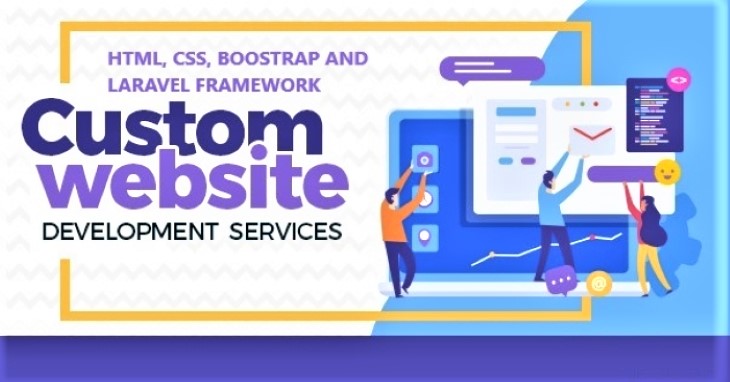 HTML, CSS, BOOSTRAP AND
LARAVEL FRAMEWORK
Custom
website
DEVELOPMENT SERVICES